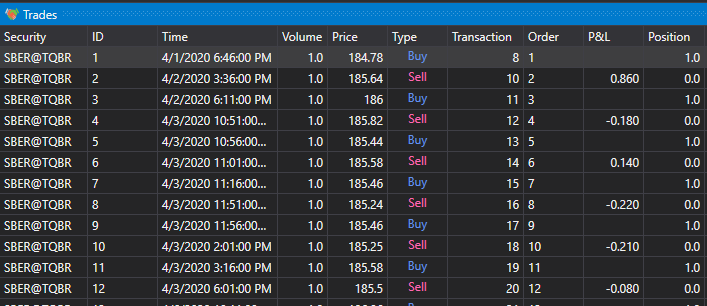 Trades
Security ID Time Volume Price Type Transaction Order P&L Position
SBER@TQBR 1 4/1/2020 6:46:00 PM 1.0 184.78 Buy 8 1 1.0
SBER@TQBR 2 4/2/2020 3:36:00 PM 1.0 185.64 Sell 10 2 0.860 0.0
SBER@TQBR 3 4/2/2020 6:11:00 PM 1.0 186 Buy 11 3 1.0
SBER@TQBR 4 4/3/2020 10:51:00... 1.0 185.82 Sell 12 4 -0.180 0.0
SBER@TQBR 5 4/3/2020 10:56:00... 1.0 185.44 Buy 13 5 1.0
SBER@TQBR 6 4/3/2020 11:01:00... 1.0 185.58 Sell 14 6 0.140 0.0
SBER@TQBR 7 4/3/2020 11:16:00... 1.0 185.46 Buy 15 7 1.0
SBER@TQBR 8 4/3/2020 11:51:00... 1.0 185.24 Sell 16 8 -0.220 0.0
SBER@TQBR 9 4/3/2020 11:56:00... 1.0 185.46 Buy 17 9 1.0
SBER@TQBR 10 4/3/2020 2:01:00 PM 1.0 185.25 Sell 18 10 -0.210 0.0
SBER@TQBR 11 4/3/2020 3:16:00 PM 1.0 185.58 Buy 19 11 1.0
SBER@TQBR 12 4/3/2020 6:01:00 PM 1.0 185.5 Sell 20 12 -0.080 0.0